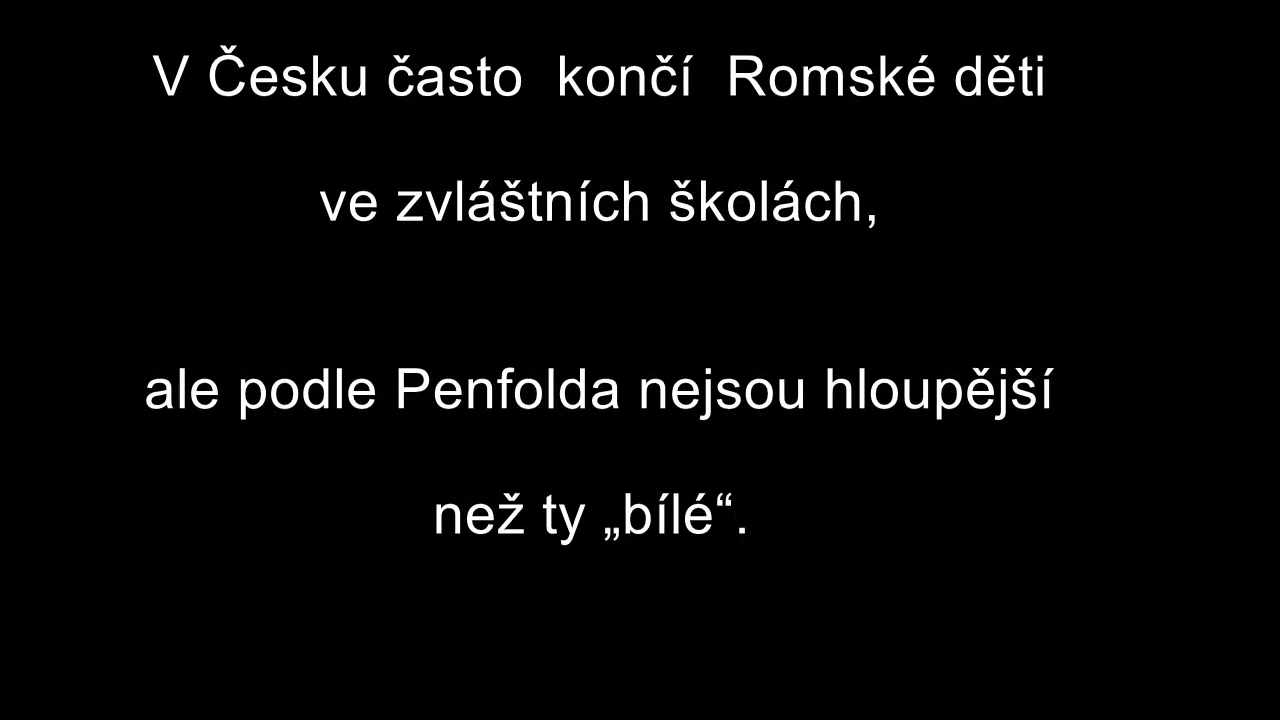 V Česku často  končí  Romské děti
ve zvláštních školách,
ale podle Penfolda nejsou hloupější
než ty „bílé“.